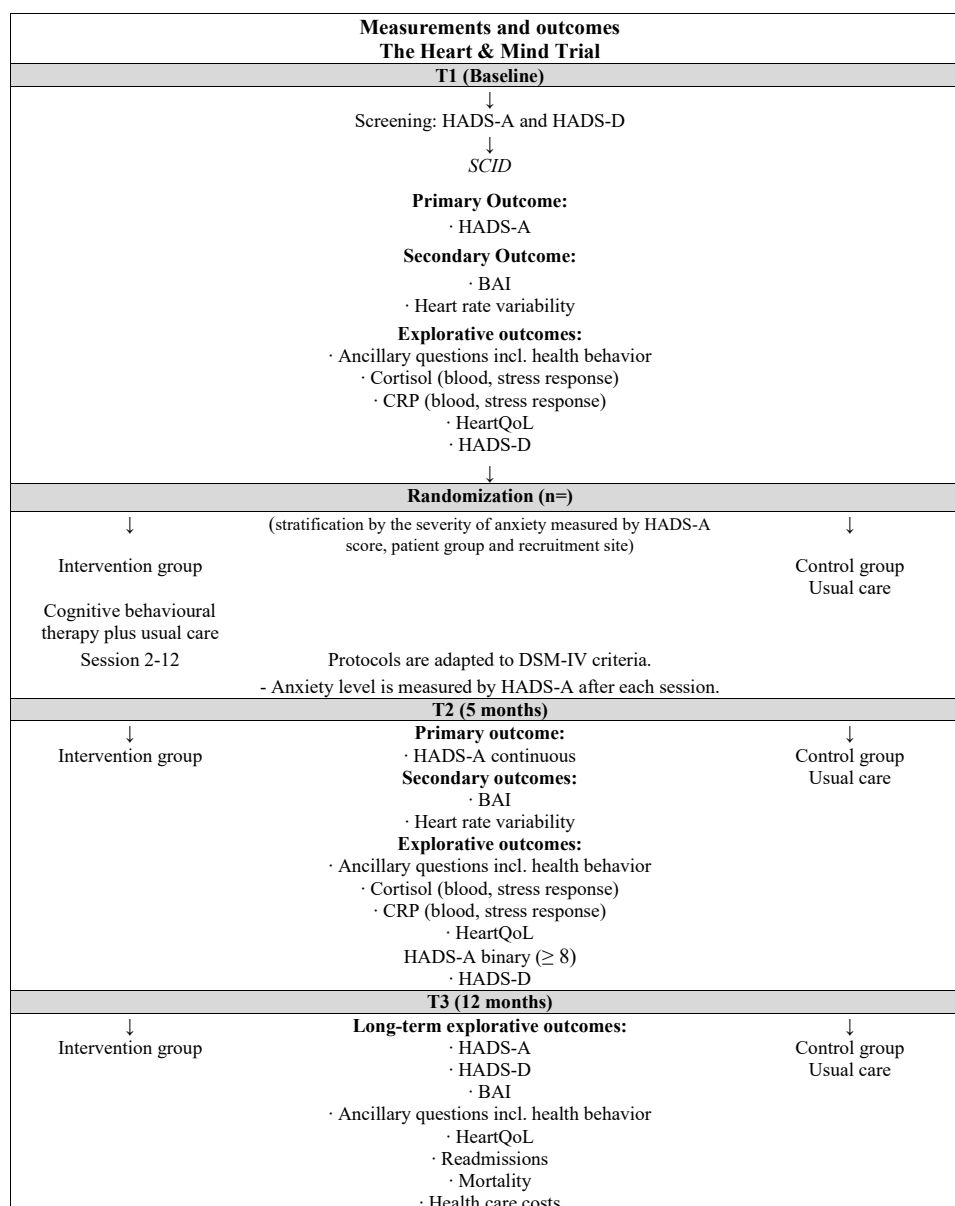 Measurements and outcomes
The Heart & Mind Trial
T1 (Baseline)
↓
Screening: HADS-A and HADS-D
↓
SCID
Primary Outcome:
· HADS-A
Secondary Outcome:
· BAI
· Heart rate variability
Explorative outcomes:
· Ancillary questions incl. health behavior
· Cortisol (blood, stress response)
· CRP (blood, stress response)
· HeartQoL
· HADS-D
↓
Randomization (n=)
↓
Intervention group
Cognitive behavioural
therapy plus usual care
Session 2-12
(stratification by the severity of anxiety measured by HADS-A
score, patient group and recruitment site)
Protocols are adapted to DSM-IV criteria.
- Anxiety level is measured by HADS-A after each session.
↓
Control group
Usual care
T2 (5 months)
↓
Intervention group
Primary outcome:
· HADS-A continuous
Secondary outcomes:
· BAI
· Heart rate variability
Explorative outcomes:
· Ancillary questions incl. health behavior
· Cortisol (blood, stress response)
· CRP (blood, stress response)
· HeartQoL
HADS-A binary (≥ 8)
· HADS-D
↓
Control group
Usual care
T3 (12 months)
↓
Intervention group
Long-term explorative outcomes:
· HADS-A
· HADS-D
· BAI
· Ancillary questions incl. health behavior
· HeartQoL
· Readmissions
· Mortality
· Health care costs
↓
Control group
Usual care